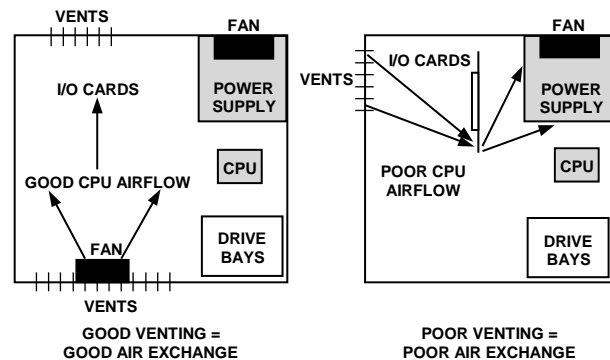 VENTS
FAN
I/O CARDS
POWER
SUPPLY
CPU
GOOD CPU AIRFLOW
FAN
DRIVE
BAYS
VENTS
GOOD VENTING =
GOOD AIR EXCHANGE
FAN
VENTS
I/O CARDS
POWER
SUPPLY
CPU
POOR CPU
AIRFLOW
DRIVE
BAYS
POOR VENTING =
POOR AIR EXCHANGE